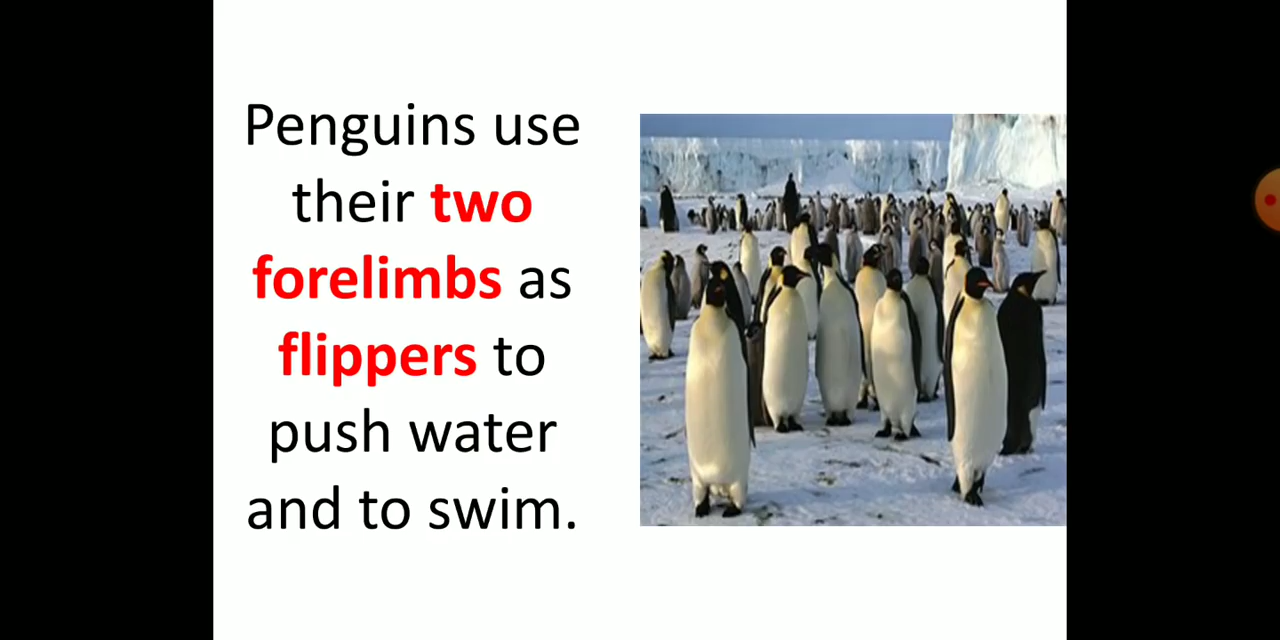 Penguins use
their two
forelimbs as
flippers to
push water
and to swim.